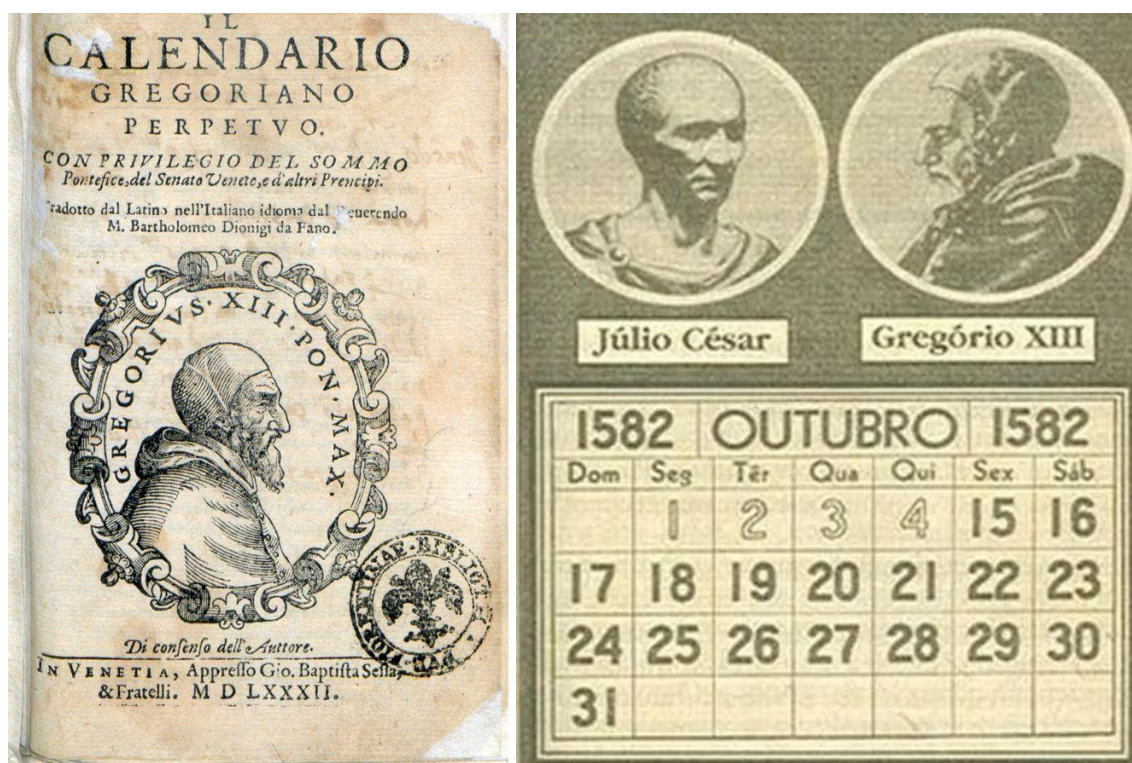 IL
CALENDARIO
GREGORIANO
PERPETVO.
CON PRIVILEGIO DEL SOMMO
Pontefice, del Senato Veneto, e d'altri Prencipi.
Tradotto dal Latino nell'Italiano idioma dal Reuerendo
M. Bartholomeo Dionigi da Fano.
GREGORIVS · XIII · PON · MAX .
Di consenso dell'Auttore.
IN VENETIA, Appresso Gio. Baptista Sessa,
& Fratelli. M D LXXXII.
Júlio César
Gregório XIII
1582 OUTUBRO 1582
Dom Seg Têr Qua Qui Sex Sáb
1 2 3 4 15 16
17 18 19 20 21 22 23
24 25 26 27 28 29 30
31